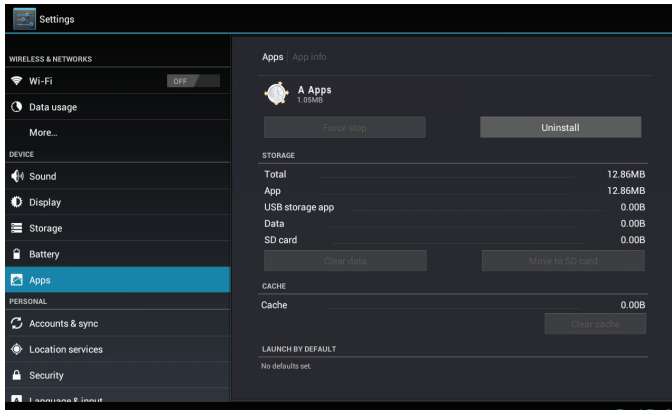 Settings
WIRELESS & NETWORKS
Wi-Fi OFF
Data usage
More...
DEVICE
Sound
Display
Storage
Battery
Apps
PERSONAL
Accounts & sync
Location services
Security
Language & input
Apps App info
A Apps
1.05MB
Force stop Uninstall
STORAGE
Total 12.86MB
App 12.86MB
USB storage app 0.00B
Data 0.00B
SD card 0.00B
Clear data Move to SD card
CACHE
Cache 0.00B
Clear cache
LAUNCH BY DEFAULT
No defaults set.